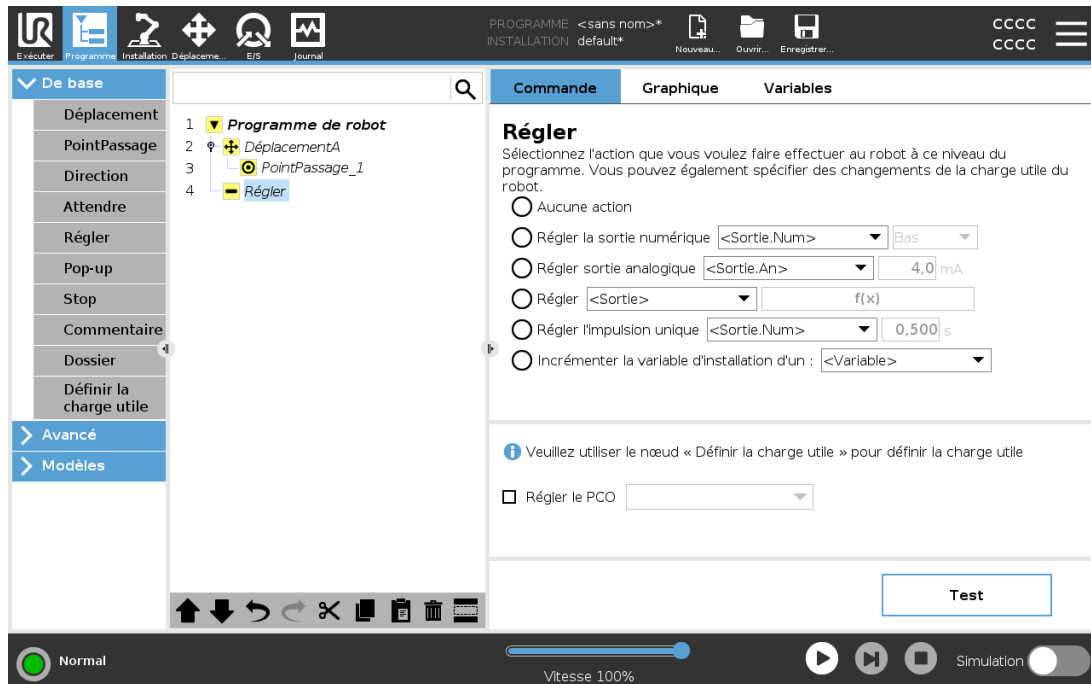 UR
PROGRAMME <sans nom>*
INSTALLATION default*
Exécuter Programme Installation Déplaceme... E/S Journal
Nouveau... Ouvrir... Enregistrer...
CCCC
CCCC
De base
Déplacement
PointPassage
Direction
Attendre
Régler
Pop-up
Stop
Commentaire
Dossier
Définir la
charge utile
Avancé
Modèles
1 Programme de robot
2 DéplacementA
3 PointPassage_1
4 Régler
Commande Graphique Variables
Régler
Sélectionnez l'action que vous voulez faire effectuer au robot à ce niveau du
programme. Vous pouvez également spécifier des changements de la charge utile du
robot.
Aucune action
Régler la sortie numérique <Sortie.Num> Bas
Régler sortie analogique <Sortie.An> 4,0 mA
Régler <Sortie> f(x)
Régler l'impulsion unique <Sortie.Num> 0,500 s
Incrémenter la variable d'installation d'un : <Variable>
Veuillez utiliser le nœud « Définir la charge utile » pour définir la charge utile
Régler le PCO
Test
Normal
Vitesse 100%
Simulation